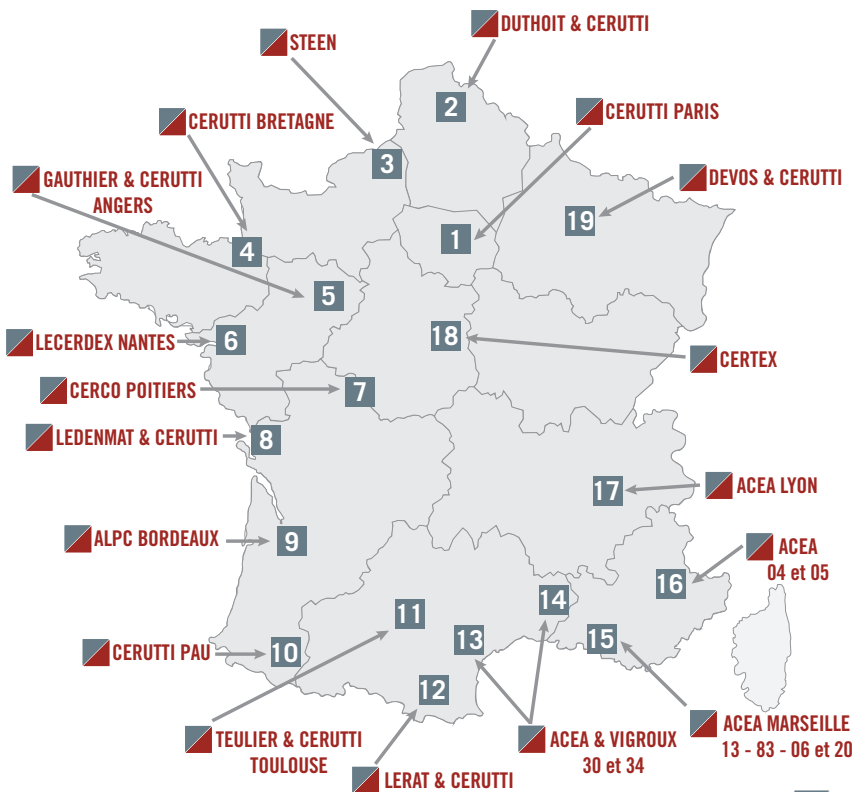 DUTHOIT & CERUTTI
STEEN
2
CERUTTI PARIS
CERUTTI BRETAGNE
3
GAUTHIER & CERUTTI
ANGERS
DEVOS & CERUTTI
19
1
4
5
LECERDEX NANTES
6
18
CERTEX
CERCO POITIERS
7
LEDENMAT & CERUTTI
8
17
ACEA LYON
ALPC BORDEAUX
9
ACEA
04 et 05
16
14
11
13
15
CERUTTI PAU
10
12
TEULIER & CERUTTI
TOULOUSE
ACEA & VIGROUX
30 et 34
ACEA MARSEILLE
13 - 83 - 06 et 20
LERAT & CERUTTI